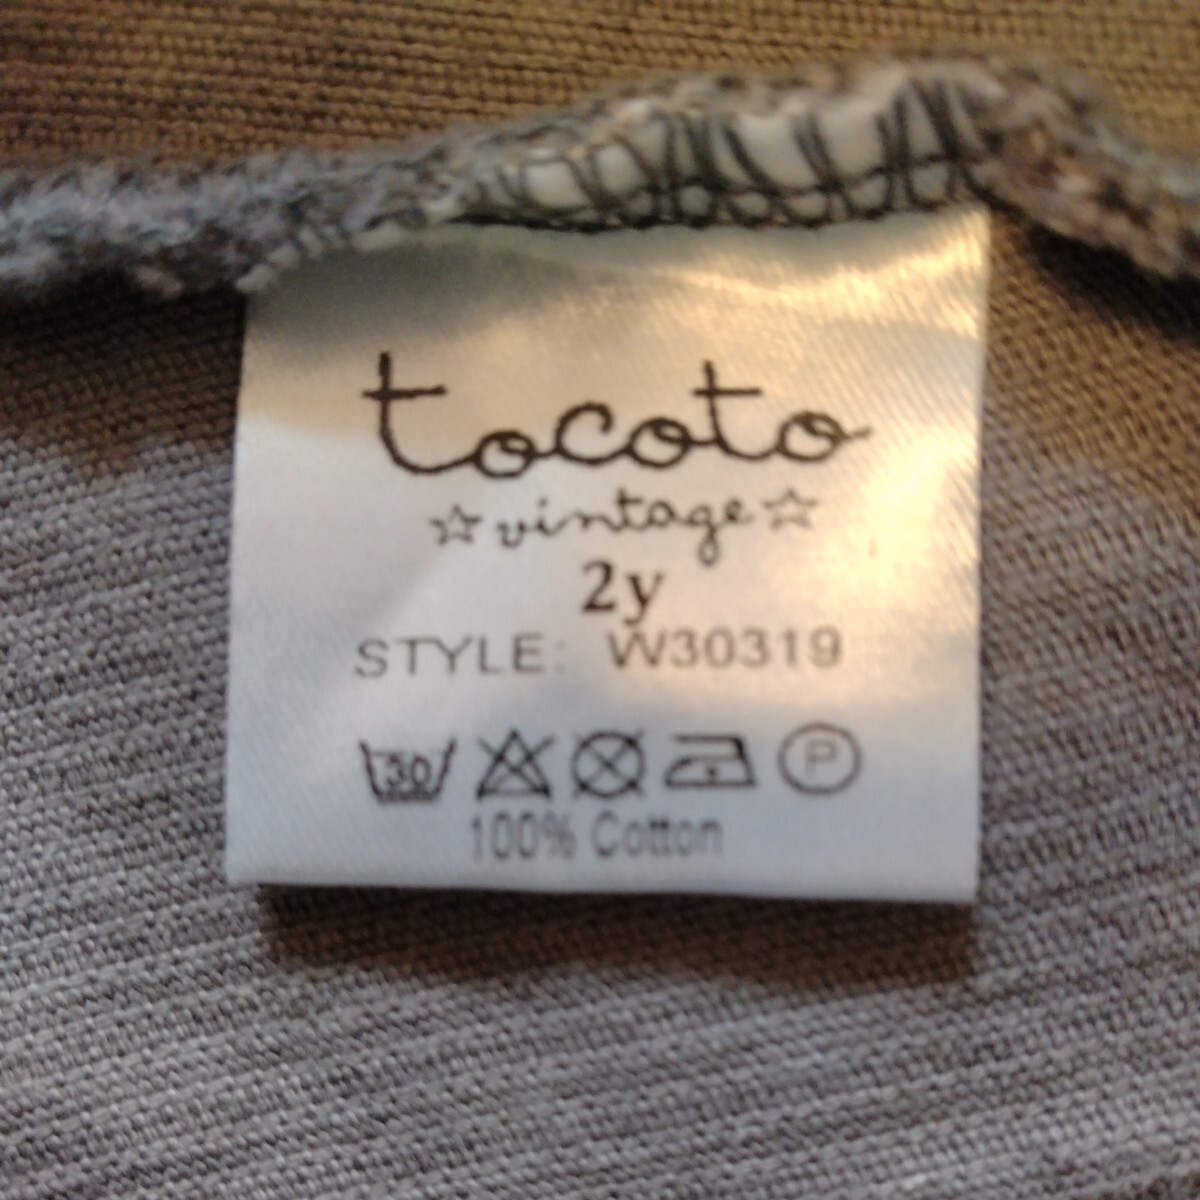 tocoto
☆vintage☆
2y
STYLE: W30319
30 P
100% Cotton